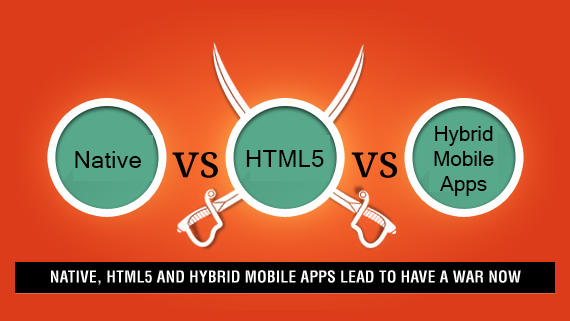 Native
VS
HTML5
VS
Hybrid
Mobile
Apps
NATIVE, HTML5 AND HYBRID MOBILE APPS LEAD TO HAVE A WAR NOW